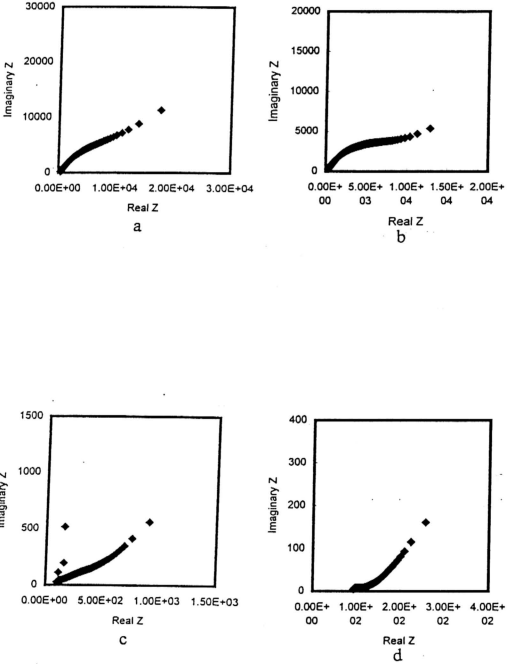 30000
20000
10000
0
Imaginary Z
0.00E+00 1.00E+04 2.00E+04 3.00E+04
Real Z
a
20000
15000
10000
5000
0
Imaginary Z
0.00E+ 5.00E+ 1.00E+ 1.50E+ 2.00E+
00 03 04 04 04
Real Z
b
1500
1000
500
0
Imaginary Z
0.00E+00 5.00E+02 1.00E+03 1.50E+03
Real Z
c
400
300
200
100
0
Imaginary Z
0.00E+ 1.00E+ 2.00E+ 3.00E+ 4.00E+
00 02 02 02 02
Real Z
d